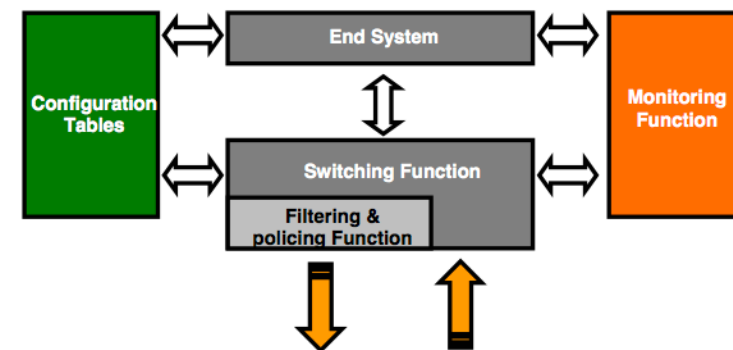 End System
Configuration
Tables
Monitoring
Function
Switching Function
Filtering &
policing Function